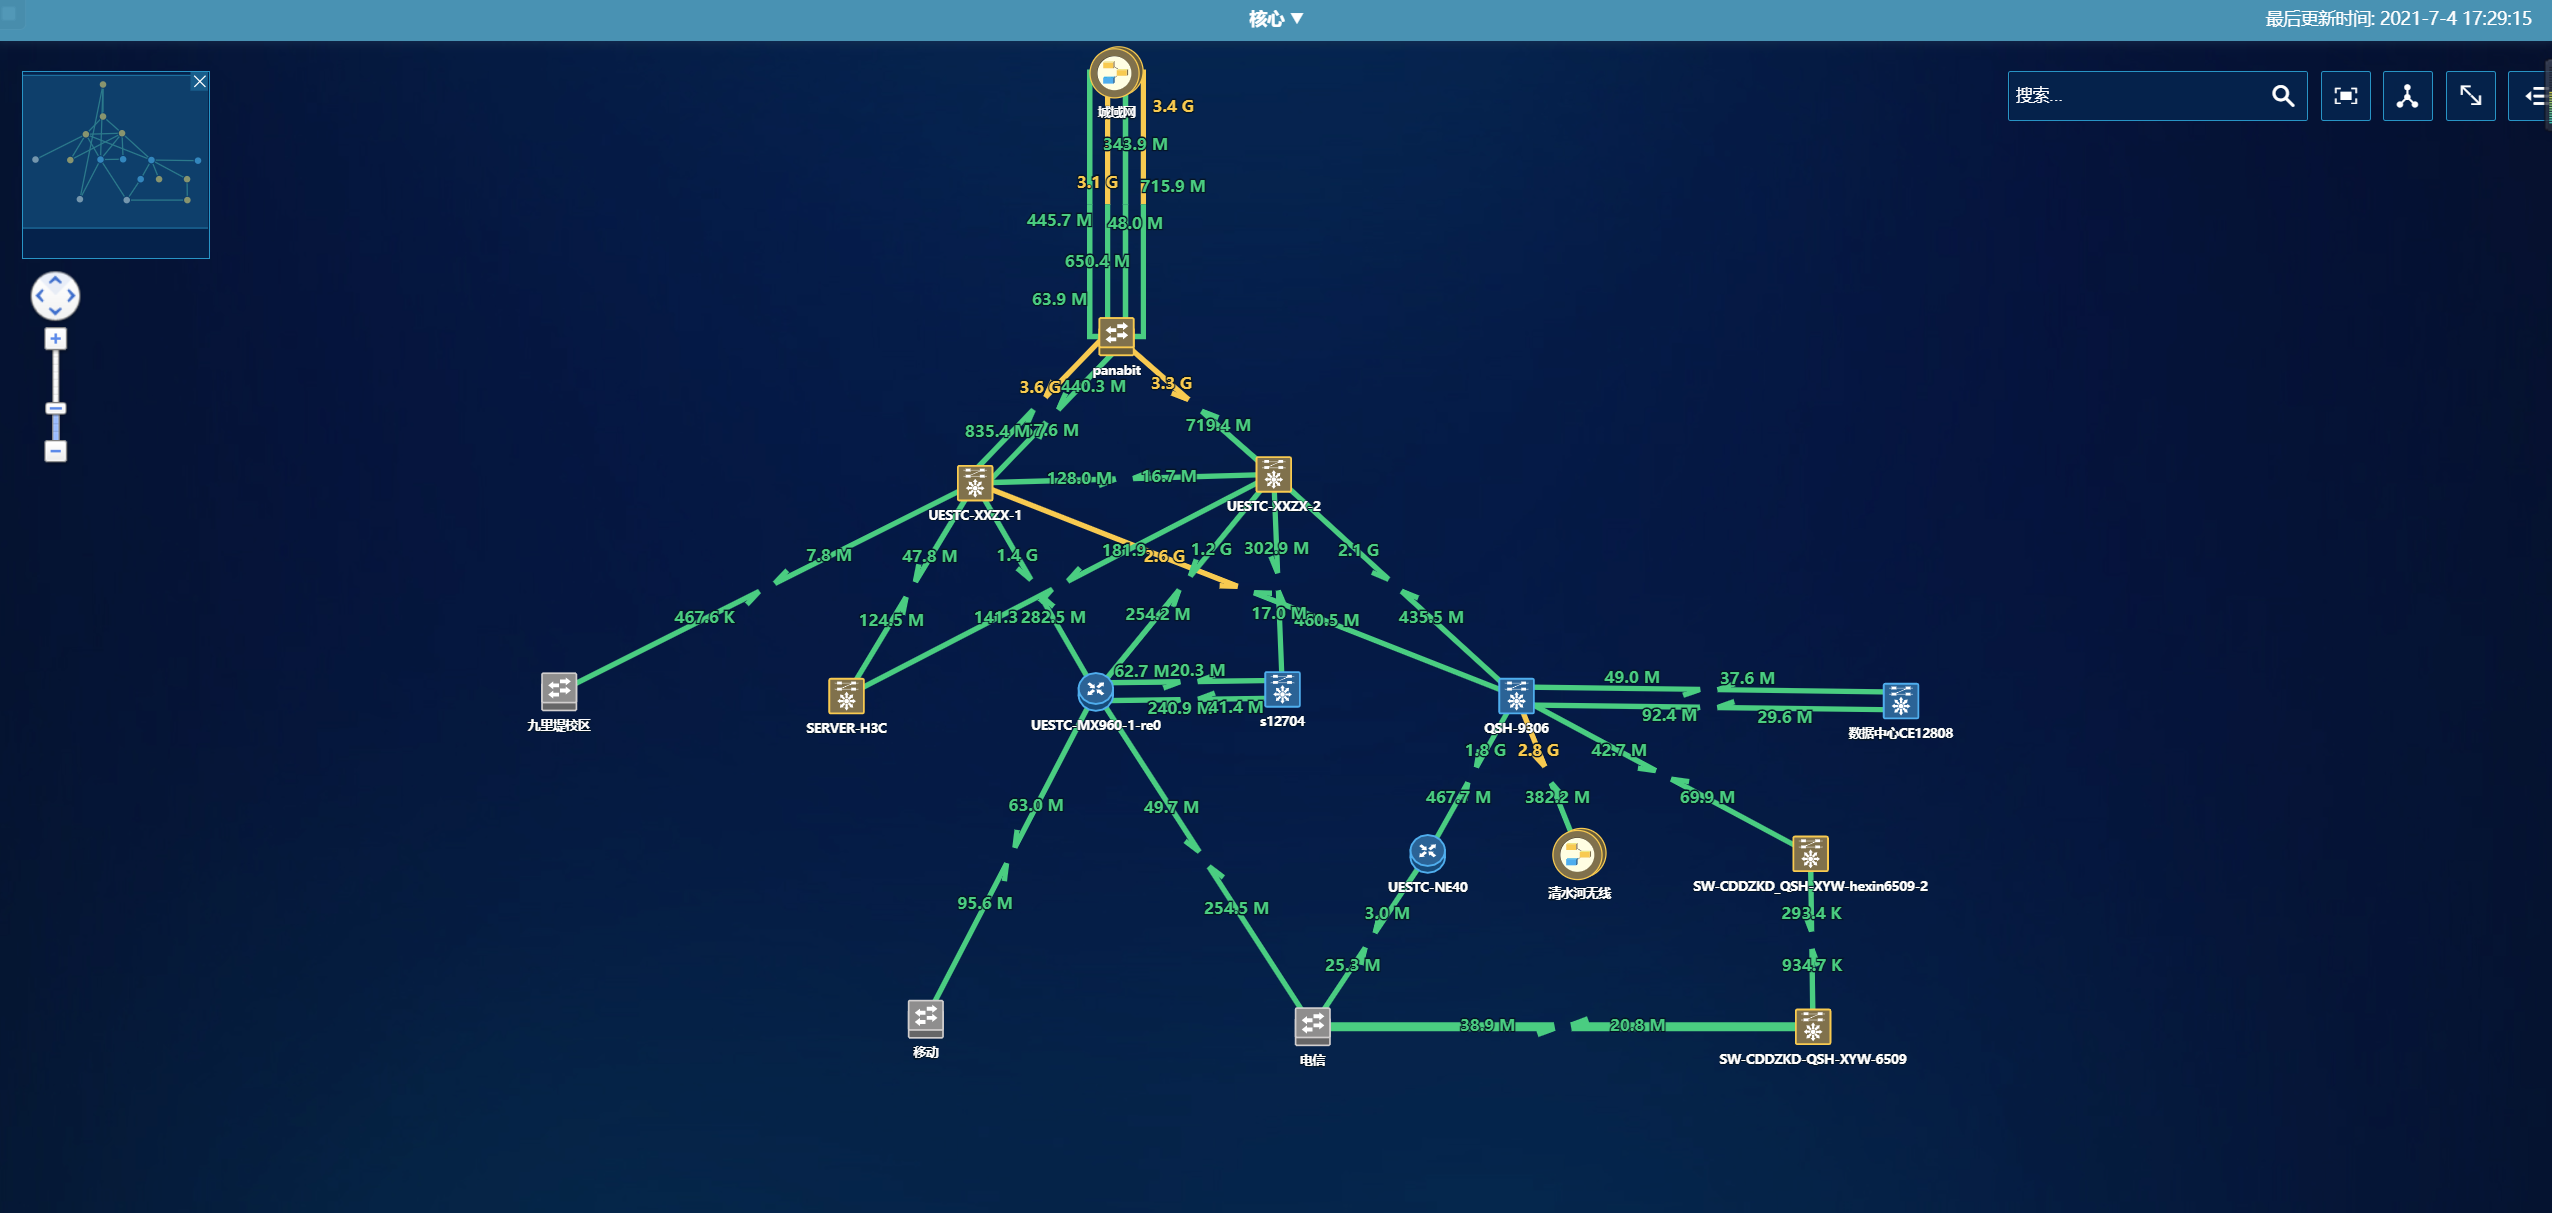 核心 ▼
最后更新时间: 2021-7-4 17:29:15
搜索...
城域网
3.4 G
343.9 M
3.1 G
715.9 M
445.7 M
48.0 M
650.4 M
63.9 M
panabit
3.6 G
440.3 M
3.3 G
719.4 M
835.4 M
7.6 M
128.0 M
16.7 M
UESTC-XXZX-1
UESTC-XXZX-2
7.8 M
47.8 M
1.4 G
181.9
2.6 G
1.2 G
302.9 M
2.1 G
467.6 K
124.5 M
141.3
282.5 M
254.2 M
17.0 M
460.5 M
435.5 M
62.7 M
20.3 M
49.0 M
37.6 M
240.9 M
41.4 M
92.4 M
29.6 M
九里堤校区
SERVER-H3C
UESTC-MX960-1-re0
s12704
QSH-9306
数据中心CE12808
1.8 G
2.8 G
42.7 M
63.0 M
49.7 M
467.7 M
382.2 M
69.9 M
UESTC-NE40
清水河无线
SW-CDDZKD_QSH-XYW-hexin6509-2
95.6 M
254.5 M
3.0 M
293.4 K
25.3 M
934.7 K
38.9 M
20.8 M
移动
电信
SW-CDDZKD-QSH-XYW-6509